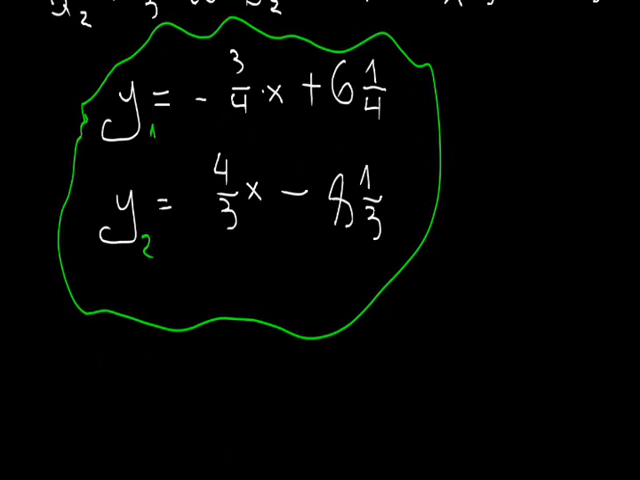 y₁ = - 3/4 · x + 6 1/4
y₂ = 4/3 x - 8 1/3